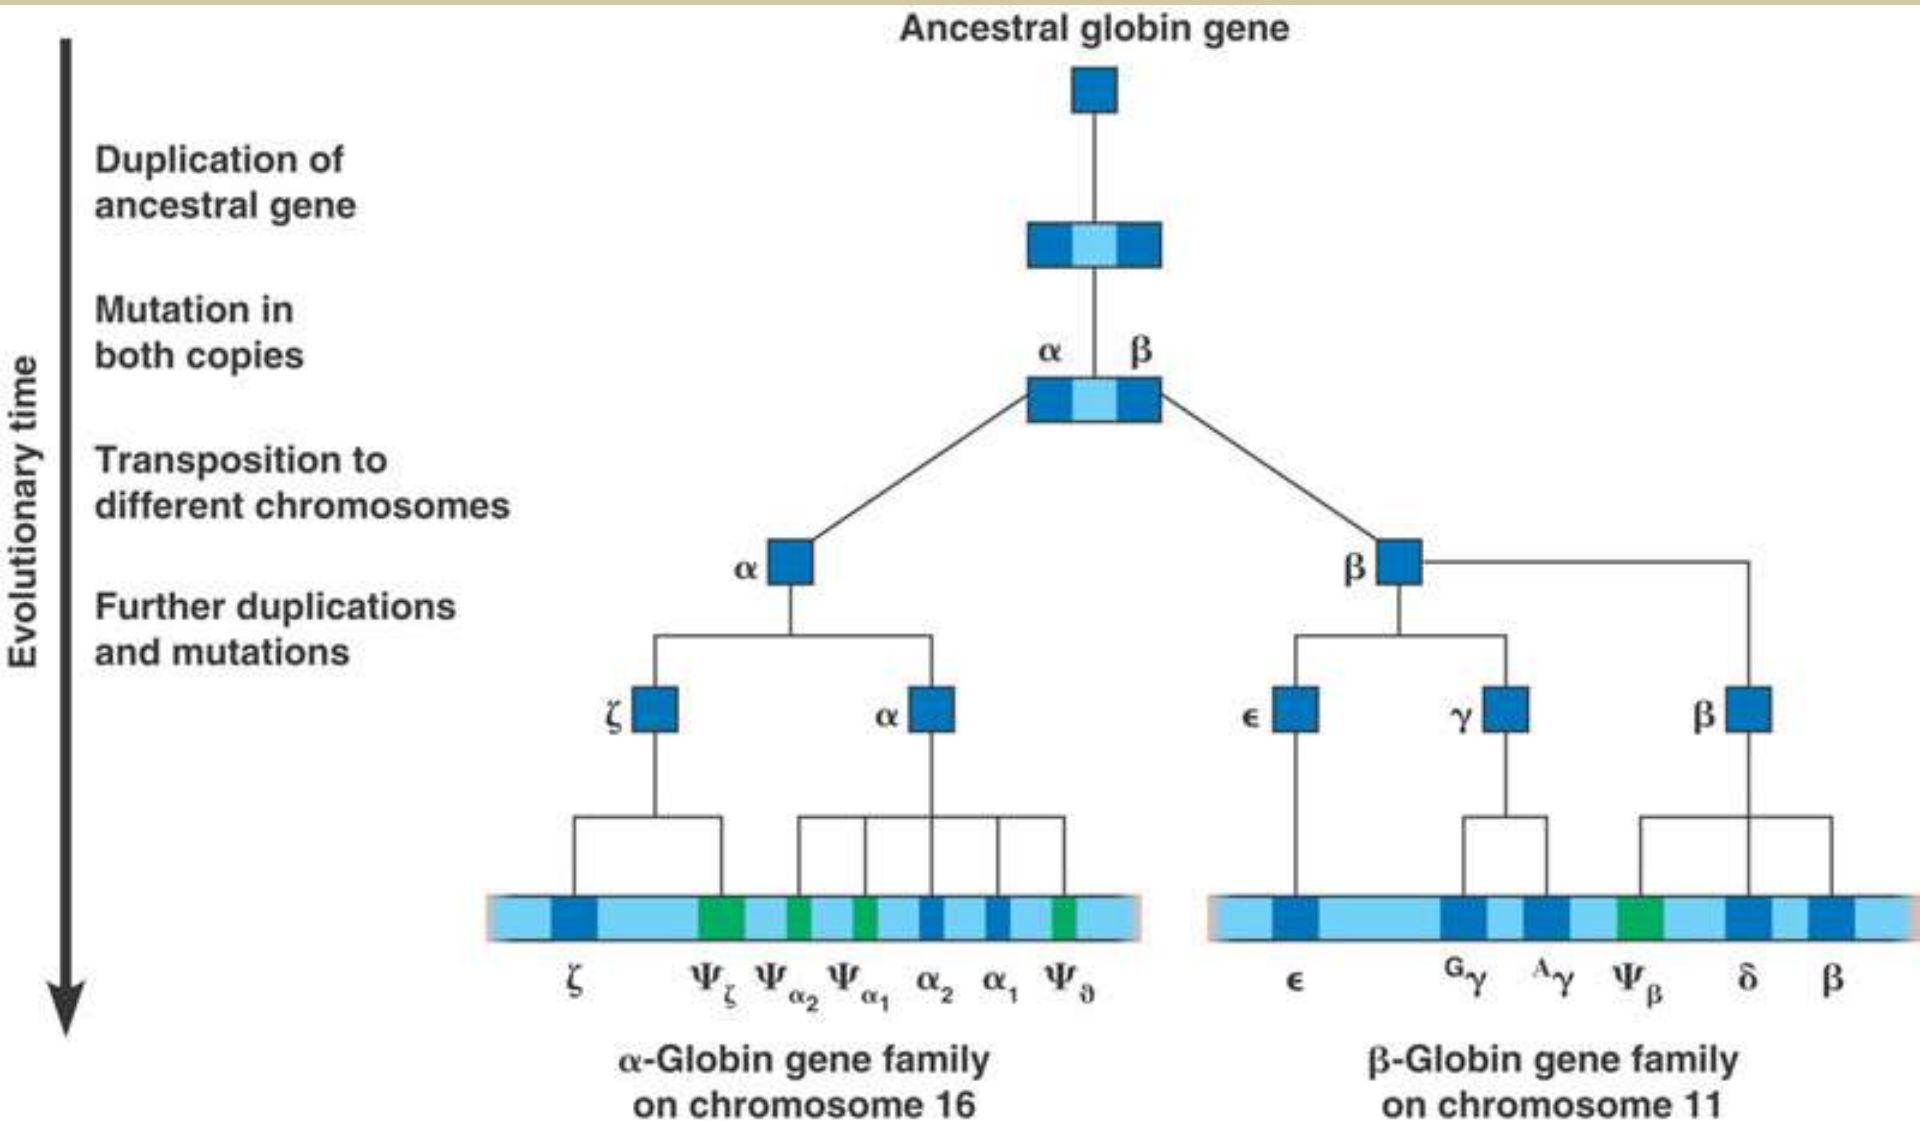 Ancestral globin gene
Duplication of
ancestral gene
Mutation in
both copies
α β
Evolutionary time
Transposition to
different chromosomes
α β
Further duplications
and mutations
ζ α ϵ γ β
ζ Ψζ Ψα2 Ψα1 α2 α1 Ψϑ
ϵ Gγ Aγ Ψβ δ β
α-Globin gene family
on chromosome 16
β-Globin gene family
on chromosome 11